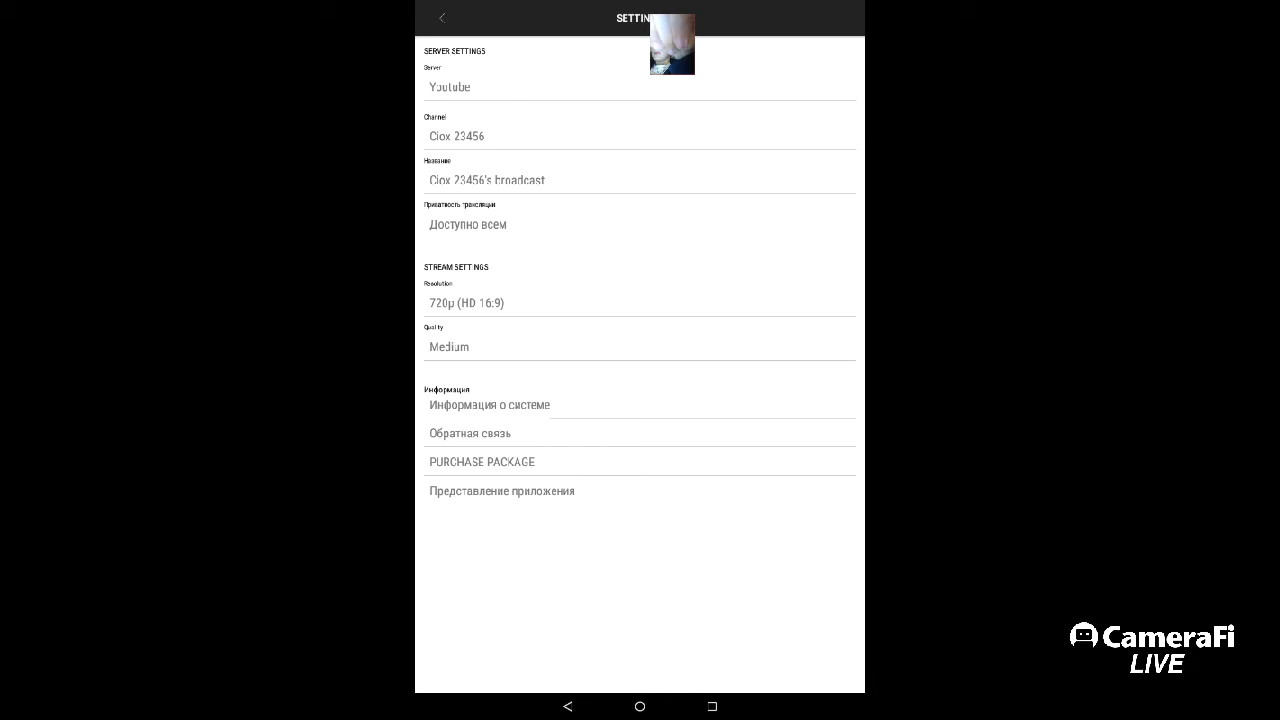 SETTIN
SERVER SETTINGS
Server
Youtube
Channel
Ciox 23456
Название
Ciox 23456's broadcast
Приватность трансляции
Доступно всем
STREAM SETTINGS
Resolution
720p (HD 16:9)
Quality
Medium
Информация
Информация о системе
Обратная связь
PURCHASE PACKAGE
Представление приложения
CameraFi
LIVE